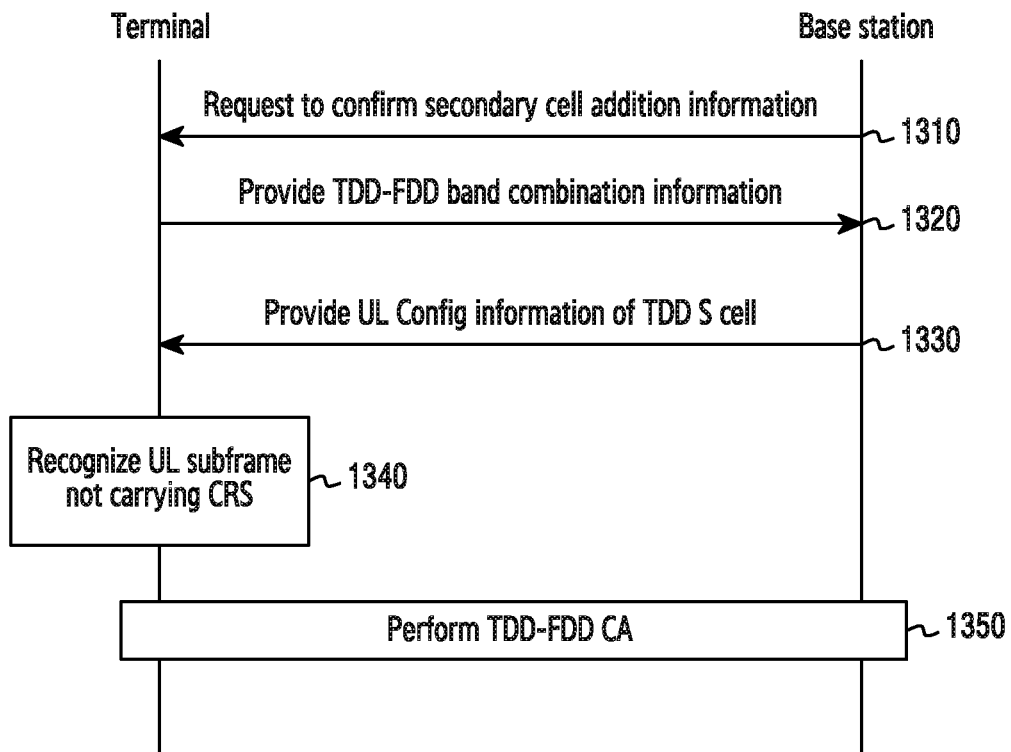 Terminal
Base station
Request to confirm secondary cell addition information
1310
Provide TDD-FDD band combination information
1320
Provide UL Config information of TDD S cell
1330
Recognize UL subframe
not carrying CRS
1340
Perform TDD-FDD CA
1350